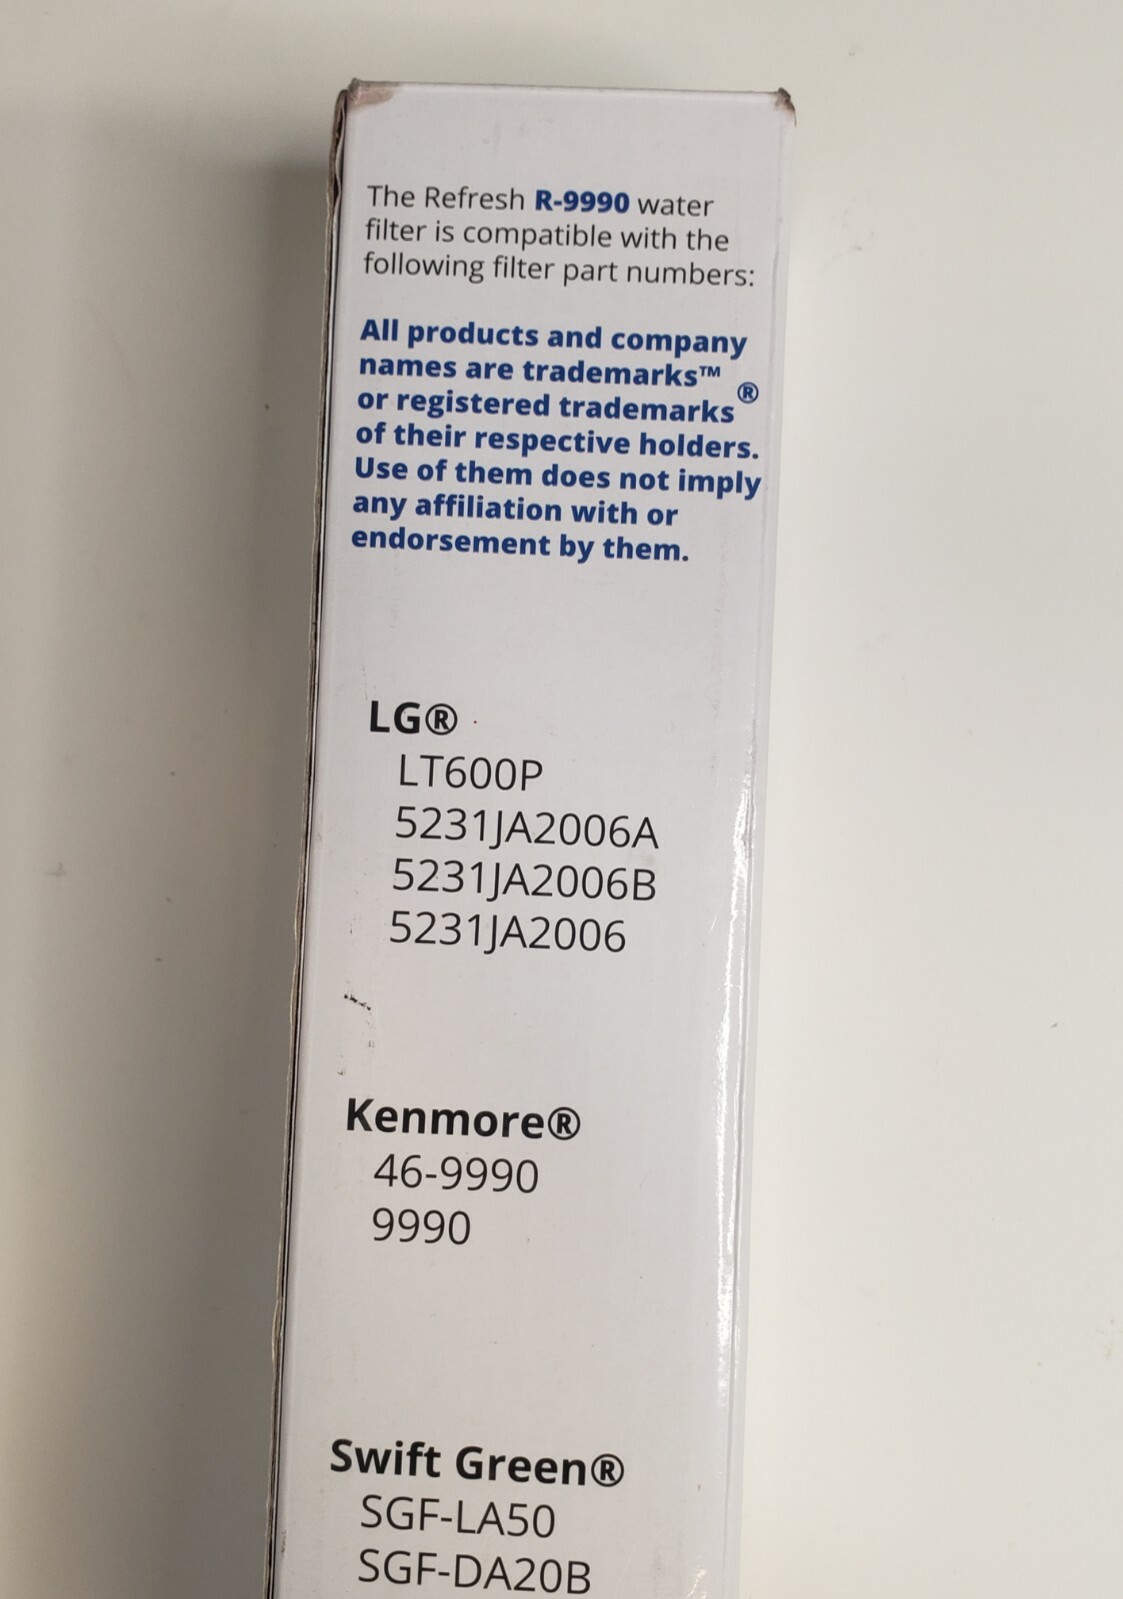 The Refresh R-9990 water
filter is compatible with the
following filter part numbers:
All products and company
names are trademarks™
or registered trademarks®
of their respective holders.
Use of them does not imply
any affiliation with or
endorsement by them.
LG®
LT600P
5231JA2006A
5231JA2006B
5231JA2006
Kenmore®
46-9990
9990
Swift Green®
SGF-LA50
SGF-DA20B